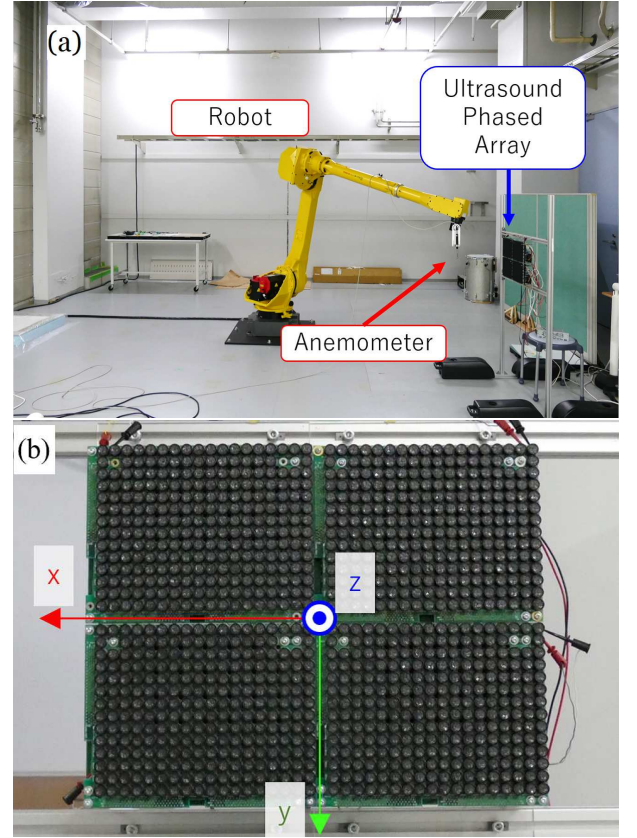 (a)
Ultrasound
Phased
Array
Robot
Anemometer
(b)
x
z
y